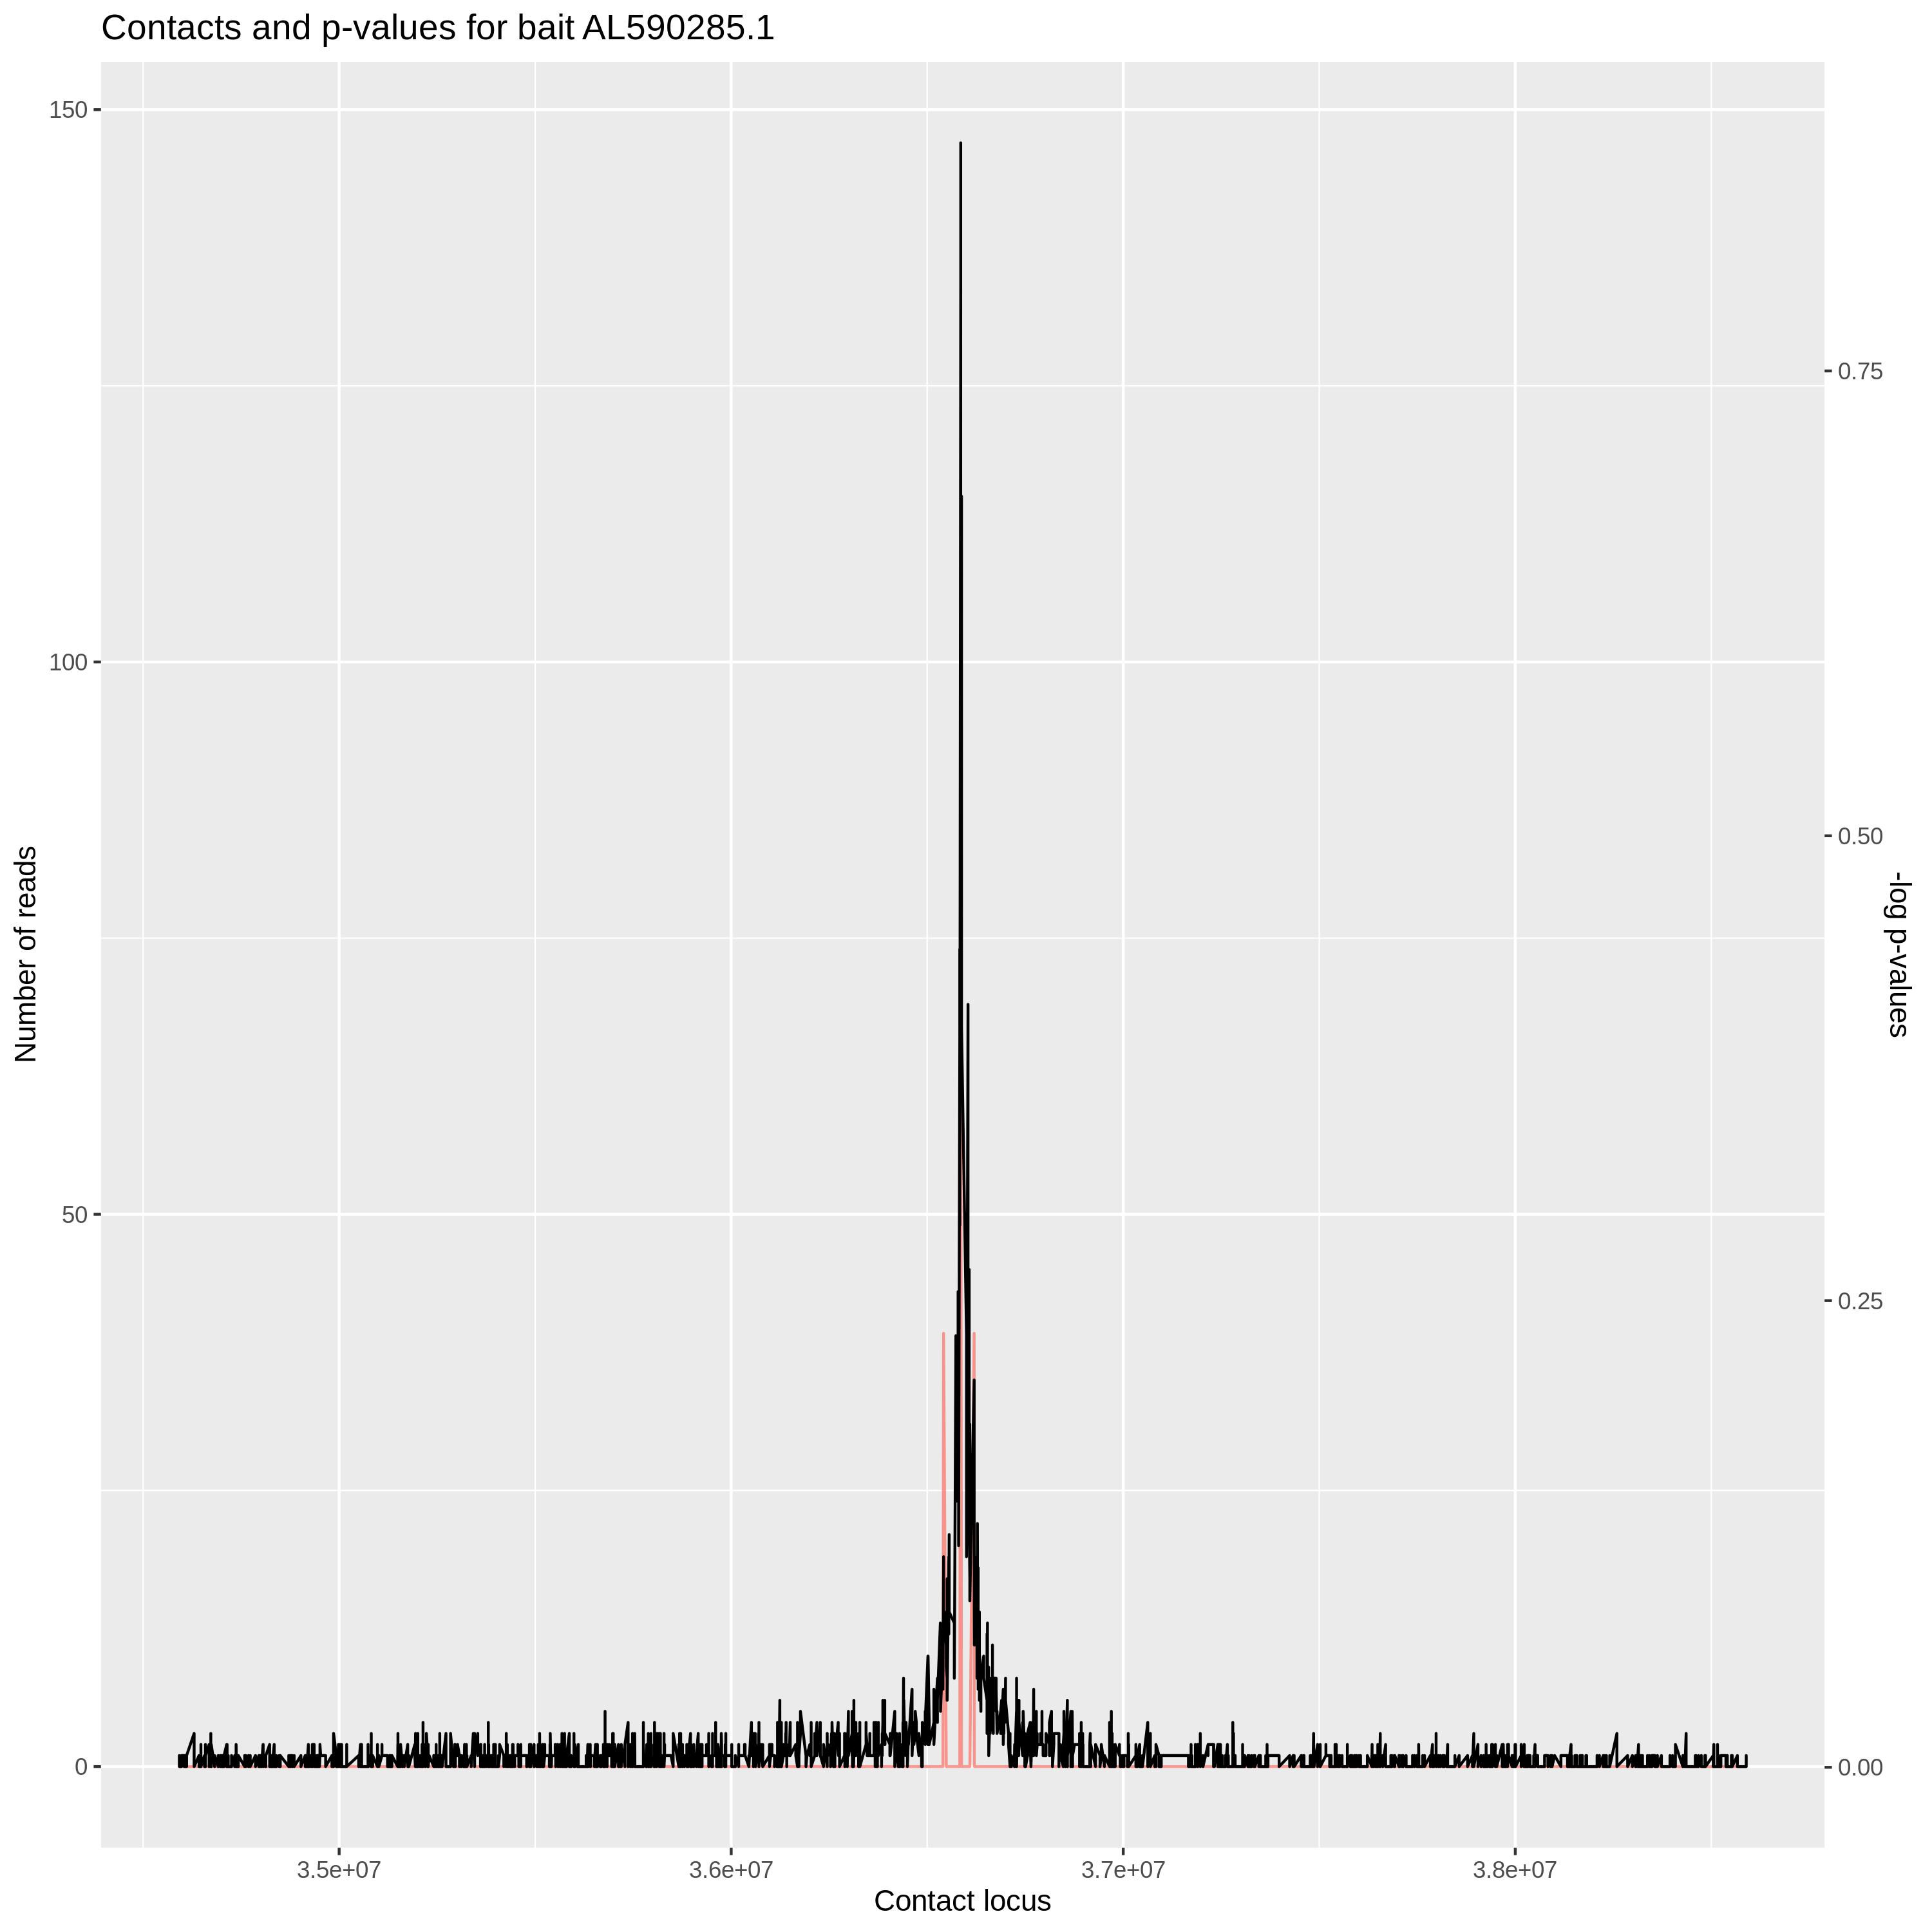 Contacts and p-values for bait AL590285.1
150
100
50
0
Number of reads
0.75
0.50
0.25
0.00
-log p-values
3.5e+07
3.6e+07
3.7e+07
3.8e+07
Contact locus